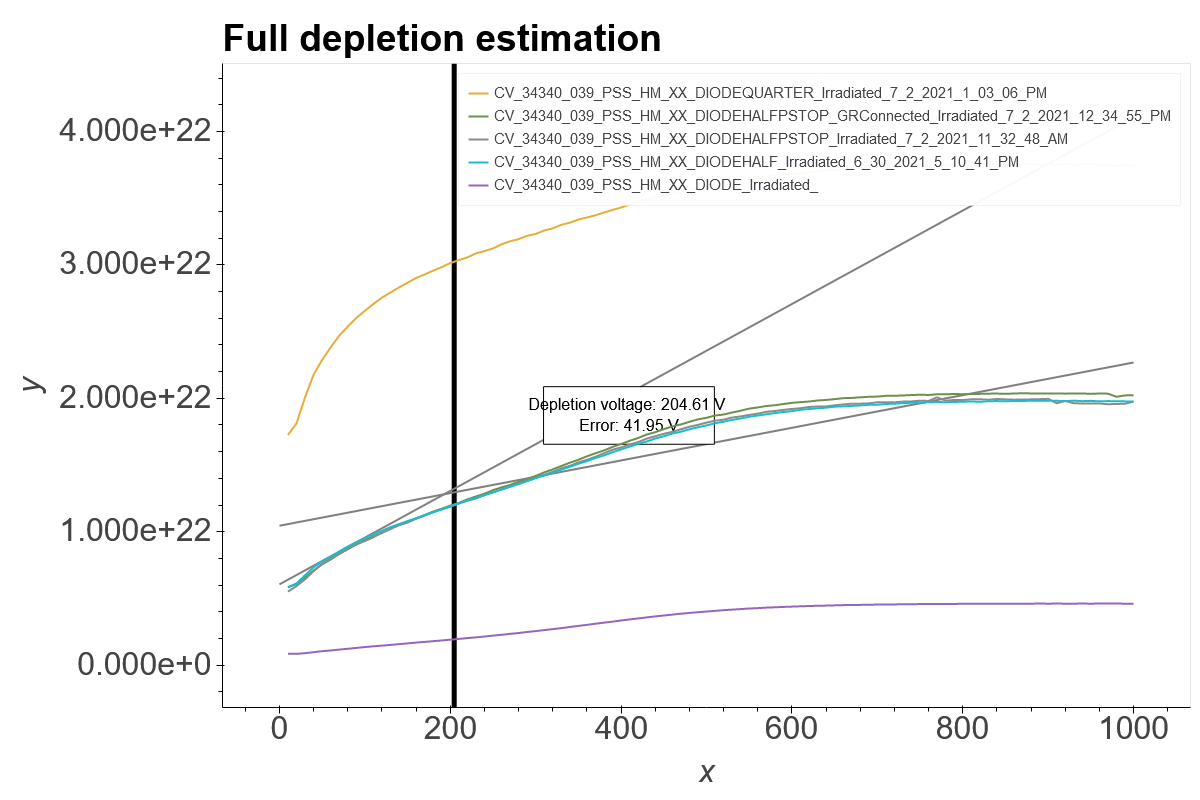 Full depletion estimation
CV_34340_039_PSS_HM_XX_DIODEQUARTER_Irradiated_7_2_2021_1_03_06_PM
CV_34340_039_PSS_HM_XX_DIODEHALFPSTOP_GRConnected_Irradiated_7_2_2021_12_34_55_PM
CV_34340_039_PSS_HM_XX_DIODEHALFPSTOP_Irradiated_7_2_2021_11_32_48_AM
CV_34340_039_PSS_HM_XX_DIODEHALF_Irradiated_6_30_2021_5_10_41_PM
CV_34340_039_PSS_HM_XX_DIODE_Irradiated_
4.000e+22
3.000e+22
2.000e+22
1.000e+22
0.000e+0
y
Depletion voltage: 204.61 V
Error: 41.95 V
0 200 400 600 800 1000
x